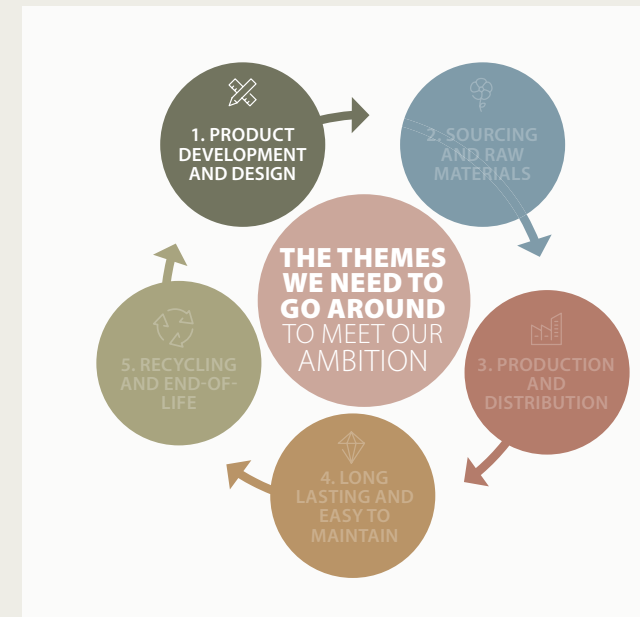 1. PRODUCT
DEVELOPMENT
AND DESIGN
2. SOURCING
AND RAW
MATERIALS
THE THEMES
WE NEED TO
GO AROUND
TO MEET OUR
AMBITION
3. PRODUCTION
AND
DISTRIBUTION
4. LONG
LASTING AND
EASY TO
MAINTAIN
5. RECYCLING
AND END-OF-
LIFE